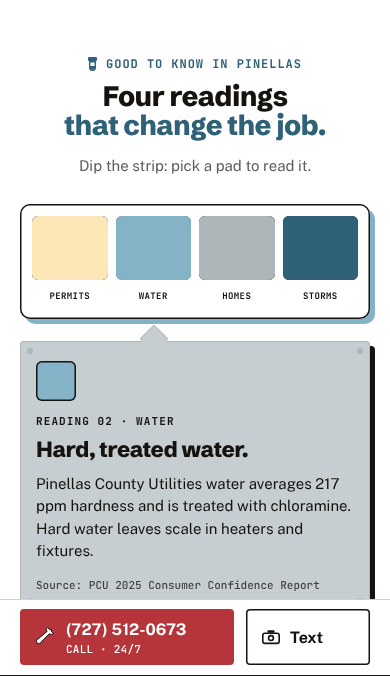 GOOD TO KNOW IN PINELLAS
Four readings
that change the job.
Dip the strip: pick a pad to read it.
PERMITS
WATER
HOMES
STORMS
READING 02 · WATER
Hard, treated water.
Pinellas County Utilities water averages 217
ppm hardness and is treated with chloramine.
Hard water leaves scale in heaters and
fixtures.
Source: PCU 2025 Consumer Confidence Report
(727) 512-0673
CALL · 24/7
Text